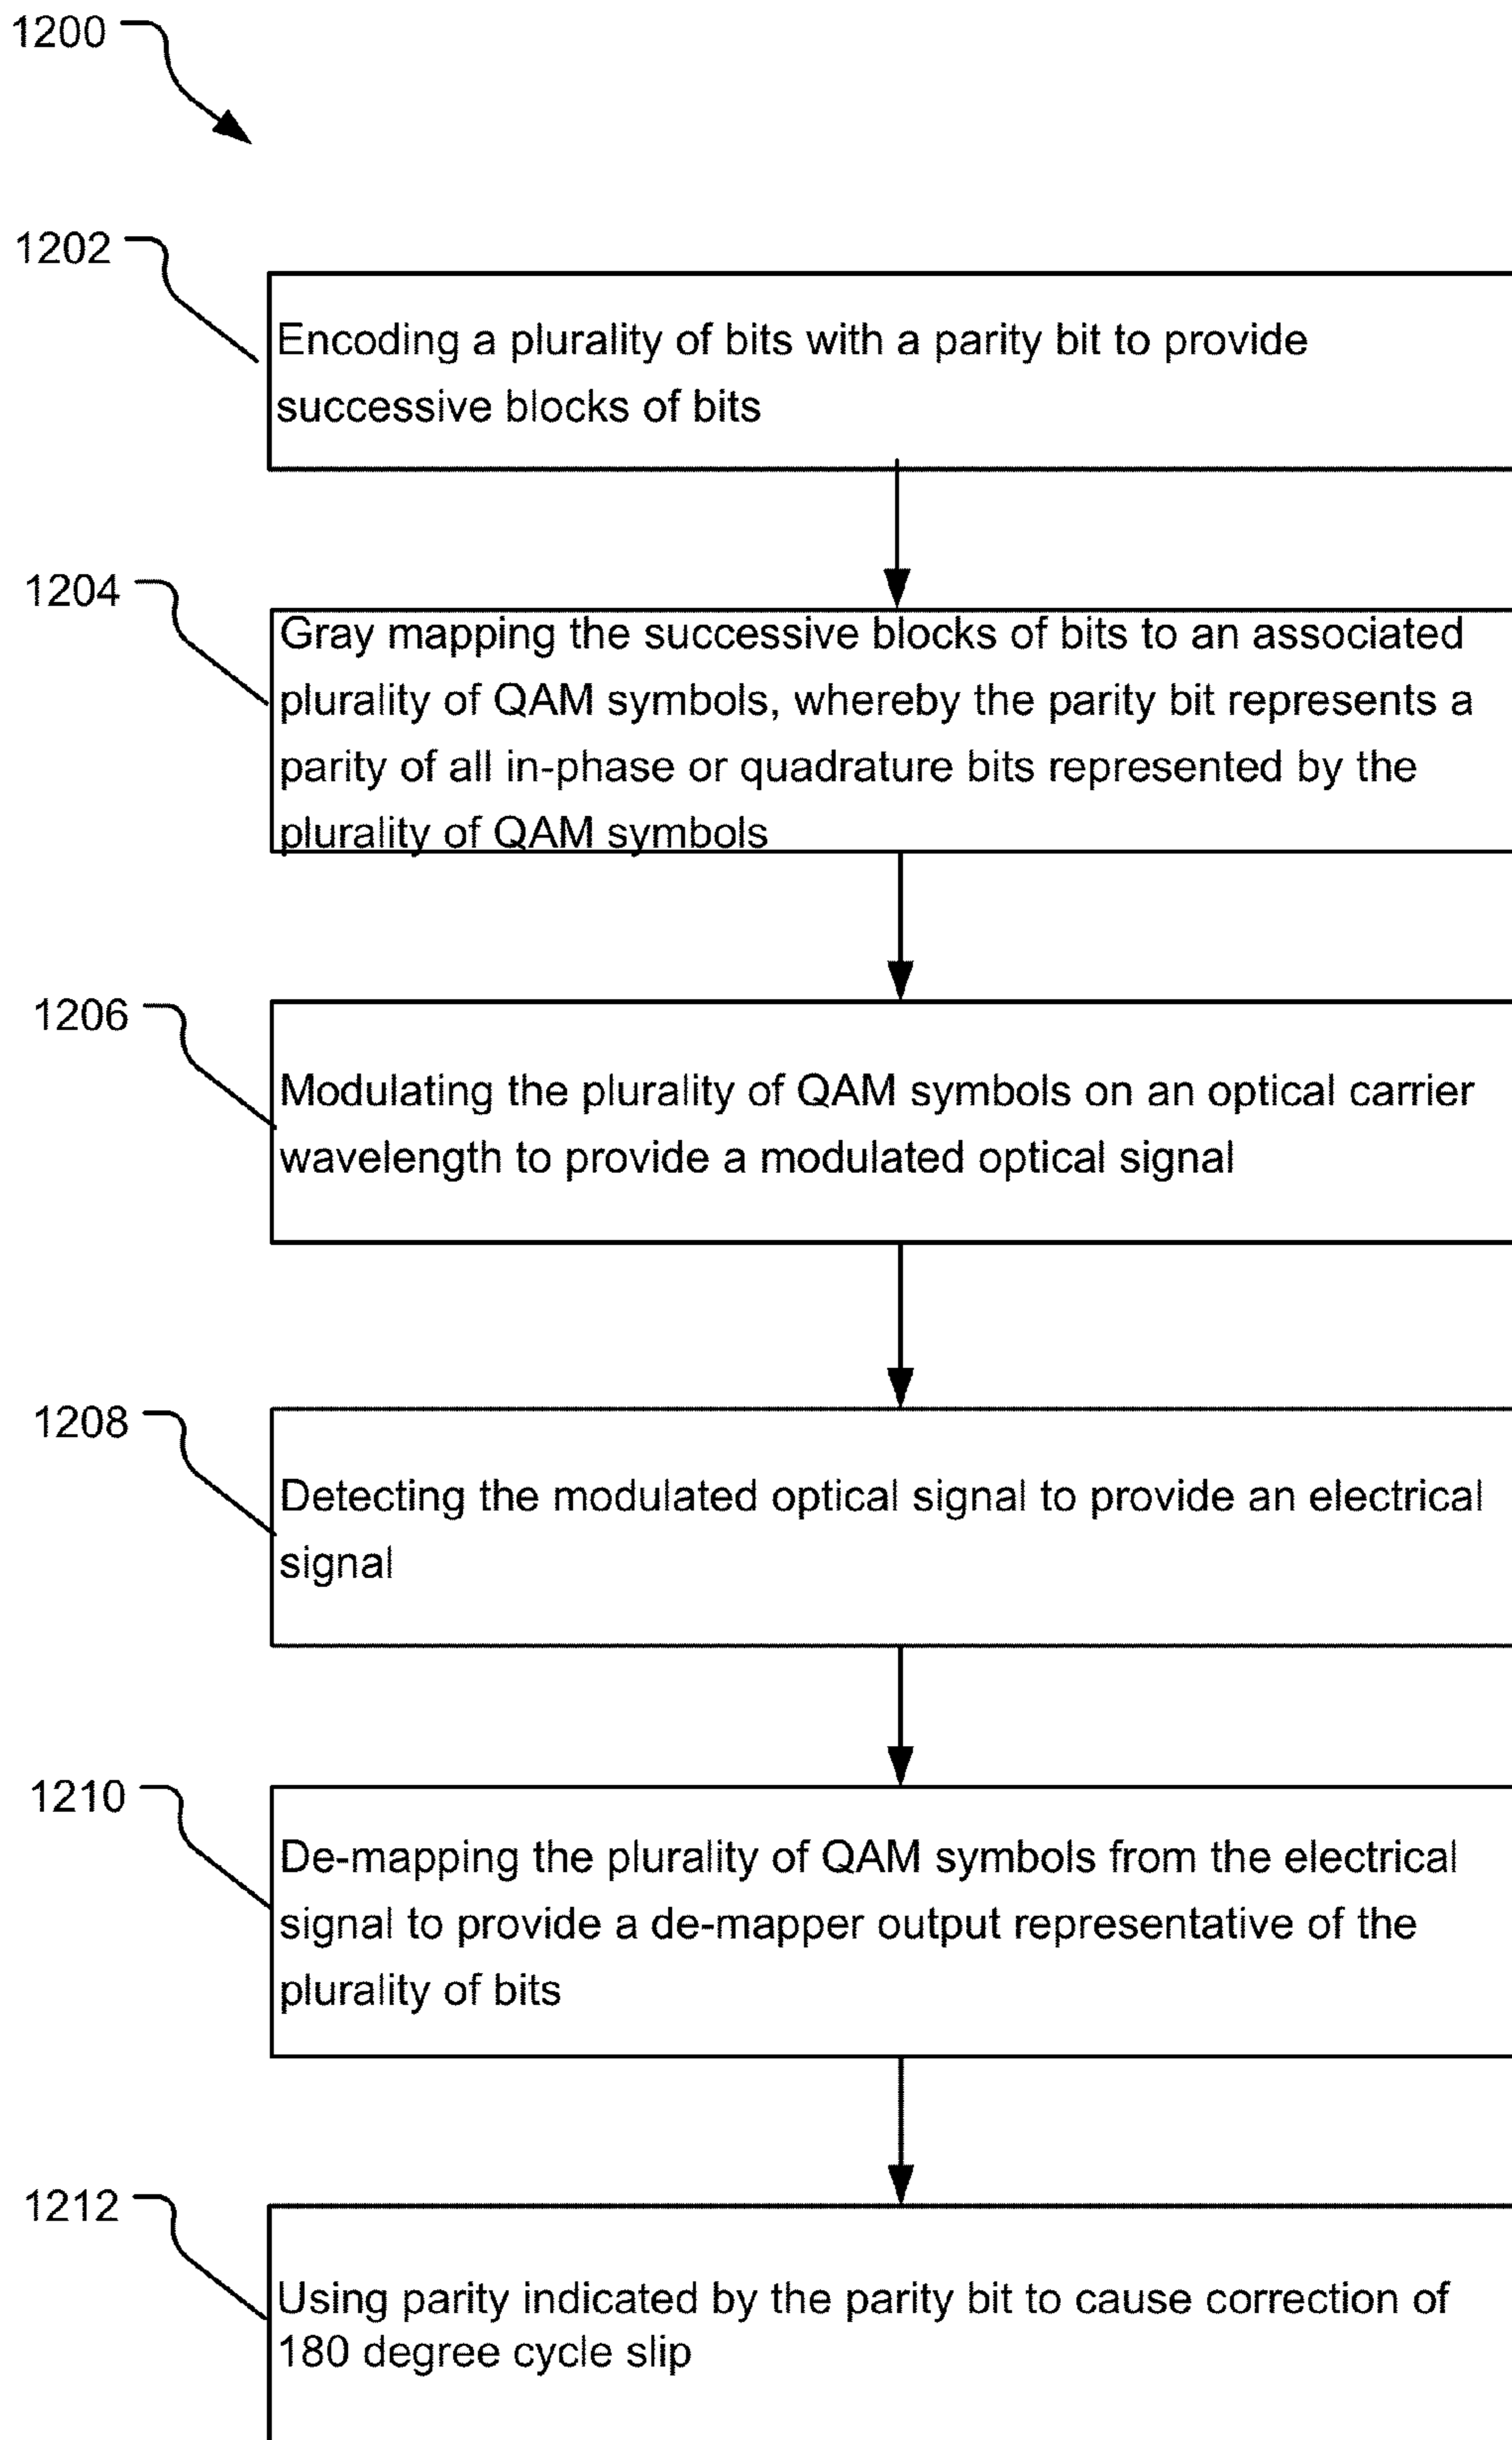 1200
1202
Encoding a plurality of bits with a parity bit to provide
successive blocks of bits
1204
Gray mapping the successive blocks of bits to an associated
plurality of QAM symbols, whereby the parity bit represents a
parity of all in-phase or quadrature bits represented by the
plurality of QAM symbols
1206
Modulating the plurality of QAM symbols on an optical carrier
wavelength to provide a modulated optical signal
1208
Detecting the modulated optical signal to provide an electrical
signal
1210
De-mapping the plurality of QAM symbols from the electrical
signal to provide a de-mapper output representative of the
plurality of bits
1212
Using parity indicated by the parity bit to cause correction of
180 degree cycle slip